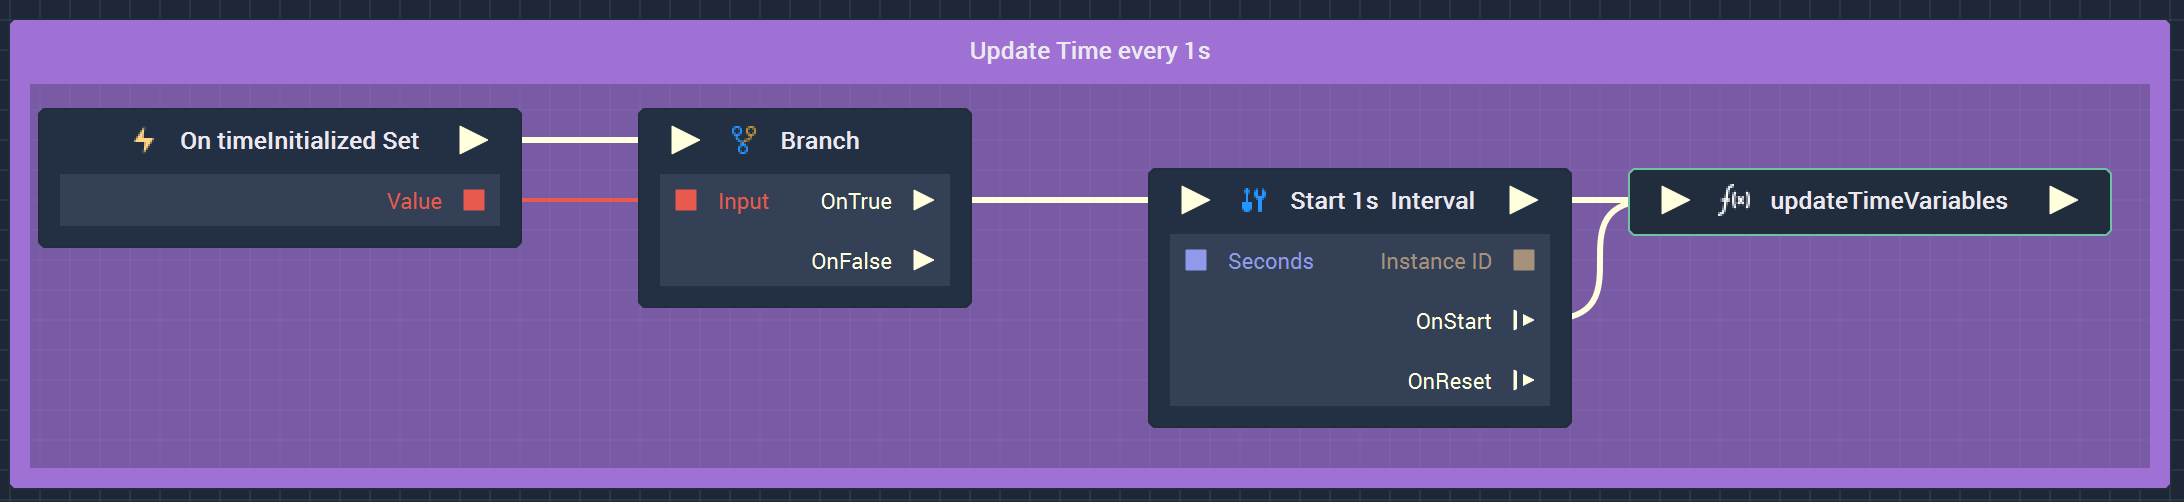 Update Time every 1s
On timeInitialized Set
Value
Branch
Input OnTrue
OnFalse
Start 1s Interval
Seconds Instance ID
OnStart
OnReset
f(x) updateTimeVariables